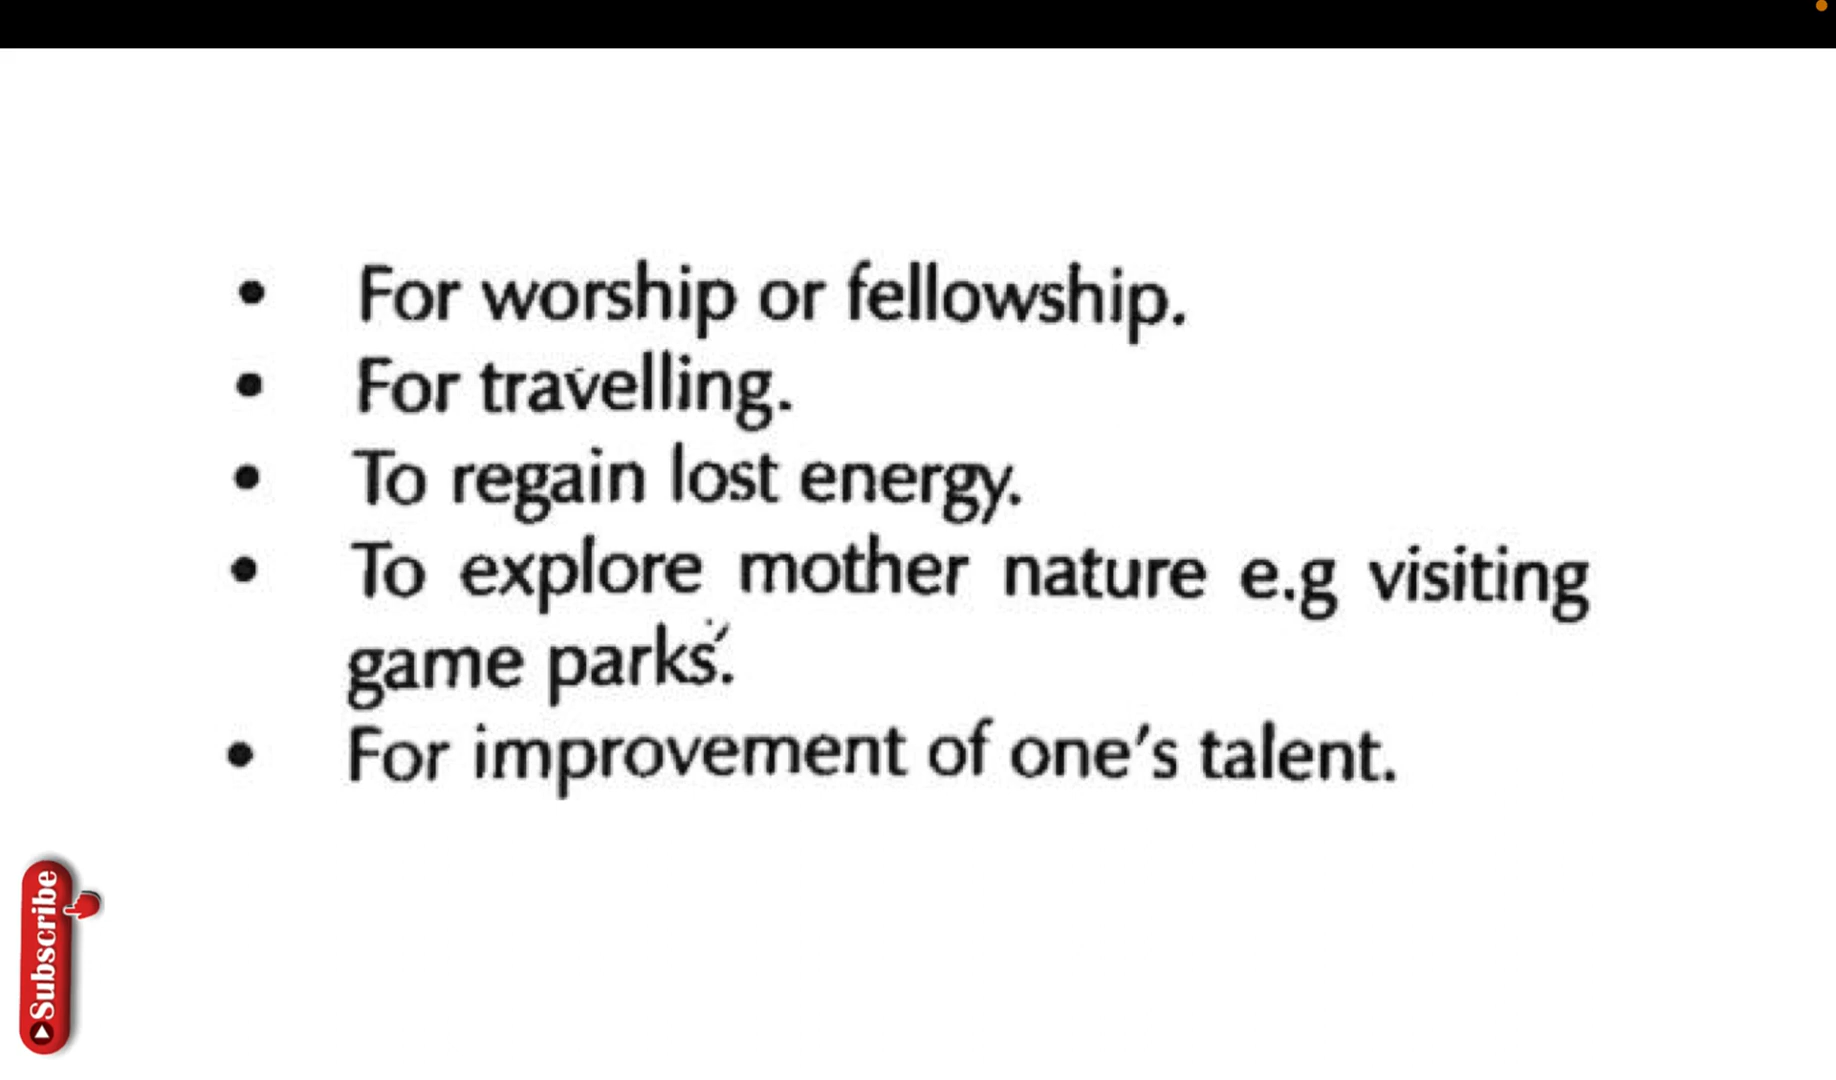 • For worship or fellowship.
• For travelling.
• To regain lost energy.
• To explore mother nature e.g visiting
game parks.
• For improvement of one's talent.
Subscribe